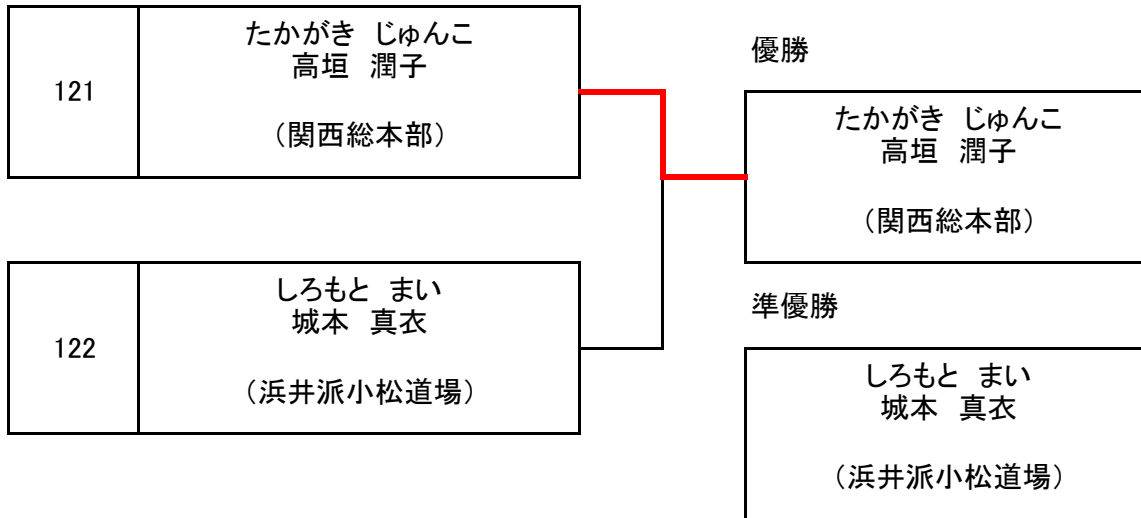 121
たかがき じゅんこ
高垣 潤子
（関西総本部）
122
しろもと まい
城本 真衣
（浜井派小松道場）
優勝
たかがき じゅんこ
高垣 潤子
（関西総本部）
準優勝
しろもと まい
城本 真衣
（浜井派小松道場）